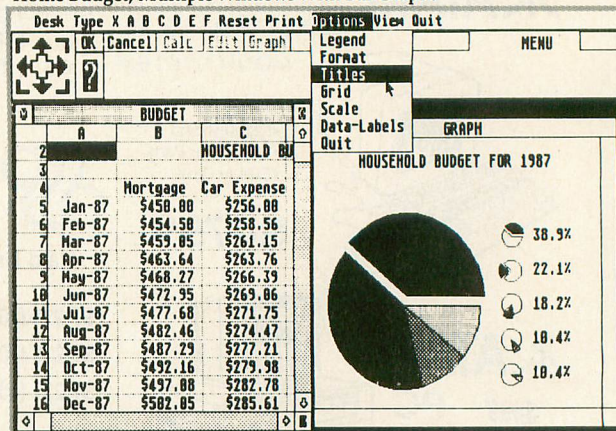 Desk Type X A B C D E F Reset Print Options View Quit
OK Cancel Calc Edit Graph
?
Legend
Format
Titles
Grid
Scale
Data-Labels
Quit
MENU
BUDGET
A B C
2 HOUSEHOLD BU
3
4 Mortgage Car Expense
5 Jan-87 $450.00 $256.00
6 Feb-87 $454.50 $258.56
7 Mar-87 $459.05 $261.15
8 Apr-87 $463.64 $263.76
9 May-87 $468.27 $266.39
10 Jun-87 $472.95 $269.06
11 Jul-87 $477.68 $271.75
12 Aug-87 $482.46 $274.47
13 Sep-87 $487.29 $277.21
14 Oct-87 $492.16 $279.98
15 Nov-87 $497.08 $282.78
16 Dec-87 $502.05 $285.61
GRAPH
HOUSEHOLD BUDGET FOR 1987
38.9%
22.1%
18.2%
10.4%
10.4%